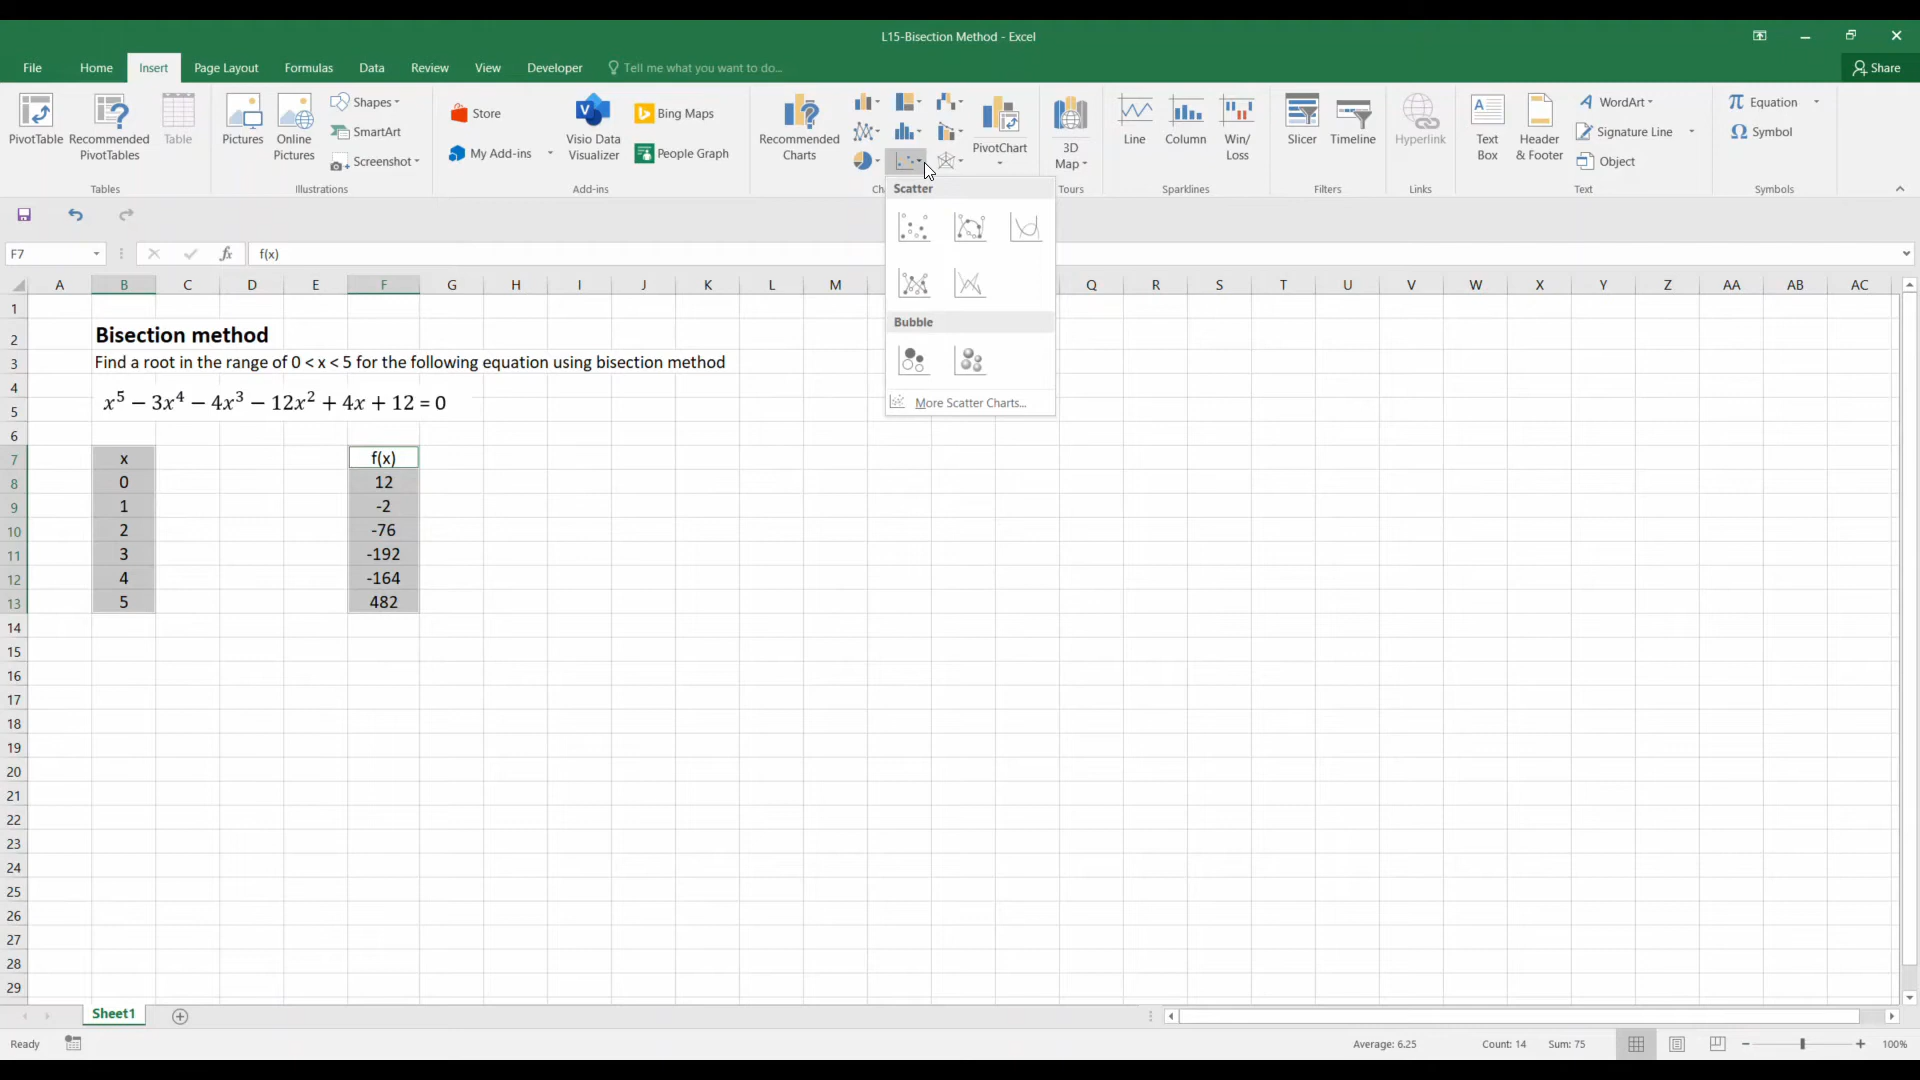 L15-Bisection Method - Excel
File Home Insert Page Layout Formulas Data Review View Developer Tell me what you want to do... Share
PivotTable Recommended PivotTables Table
Tables
Pictures Online Pictures Shapes SmartArt Screenshot
Illustrations
Store My Add-ins Visio Data Visualizer Bing Maps People Graph
Add-ins
Recommended Charts PivotChart
3D Map
Tours
Line Column Win/Loss
Sparklines
Slicer Timeline
Filters
Hyperlink
Links
Text Box Header & Footer WordArt Signature Line Object
Text
π Equation Ω Symbol
Symbols
F7 fx f(x)
Scatter
Bubble
More Scatter Charts...
A B C D E F G H I J K L M Q R S T U V W X Y Z AA AB AC
1
2 Bisection method
3 Find a root in the range of 0 < x < 5 for the following equation using bisection method
4
5 x⁵ − 3x⁴ − 4x³ − 12x² + 4x + 12 = 0
6
7 x f(x)
8 0 12
9 1 -2
10 2 -76
11 3 -192
12 4 -164
13 5 482
14
15
16
17
18
19
20
21
22
23
24
25
26
27
28
29
Sheet1
Ready Average: 6.25 Count: 14 Sum: 75 100%